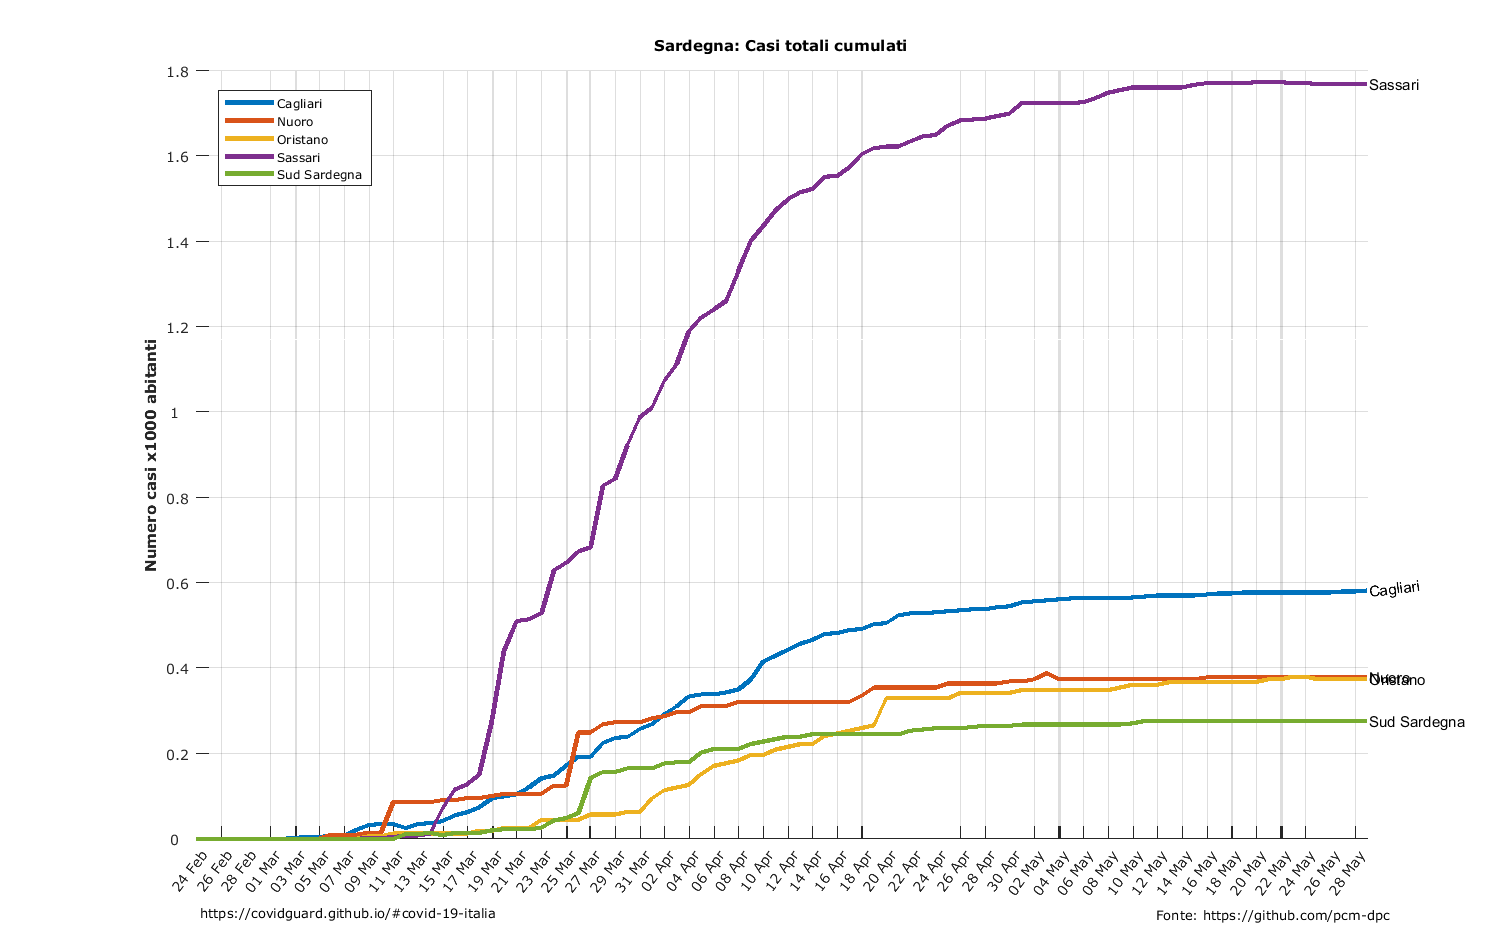 Sardegna: Casi totali cumulati
Numero casi x1000 abitanti
1.8
1.6
1.4
1.2
1
0.8
0.6
0.4
0.2
0
Cagliari
Nuoro
Oristano
Sassari
Sud Sardegna
Sassari
Cagliari
Nuoro
Oristano
Sud Sardegna
24 Feb
26 Feb
28 Feb
01 Mar
03 Mar
05 Mar
07 Mar
09 Mar
11 Mar
13 Mar
15 Mar
17 Mar
19 Mar
21 Mar
23 Mar
25 Mar
27 Mar
29 Mar
31 Mar
02 Apr
04 Apr
06 Apr
08 Apr
10 Apr
12 Apr
14 Apr
16 Apr
18 Apr
20 Apr
22 Apr
24 Apr
26 Apr
28 Apr
30 Apr
02 May
04 May
06 May
08 May
10 May
12 May
14 May
16 May
18 May
20 May
22 May
24 May
26 May
28 May
https://covidguard.github.io/#covid-19-italia
Fonte: https://github.com/pcm-dpc